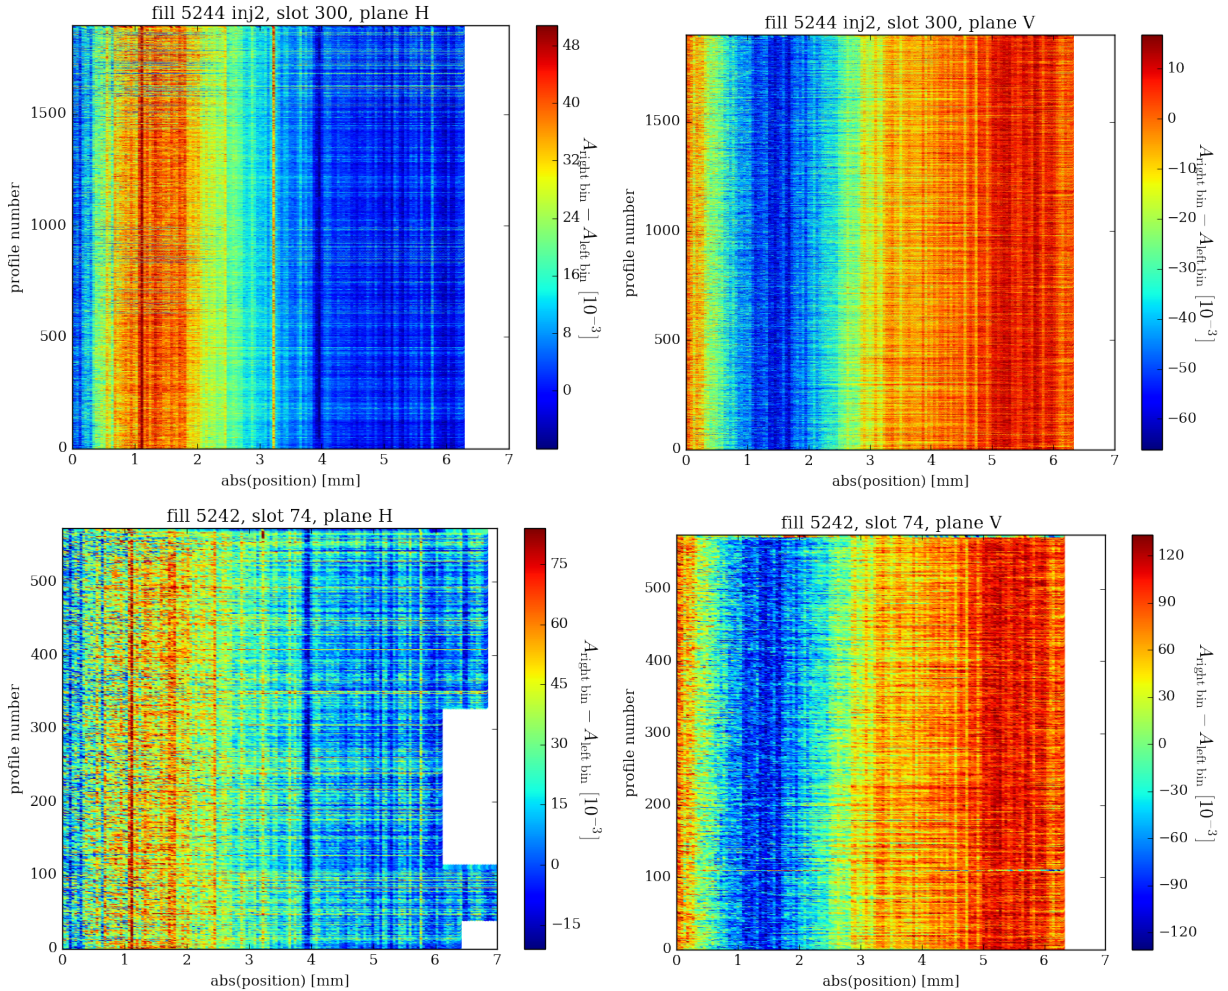 fill 5244 inj2, slot 300, plane H
profile number
1500
1000
500
0
0 1 2 3 4 5 6 7
abs(position) [mm]
48
40
32
24
16
8
0
A_right bin − A_left bin [10^−3]
fill 5244 inj2, slot 300, plane V
profile number
1500
1000
500
0
0 1 2 3 4 5 6 7
abs(position) [mm]
10
0
−10
−20
−30
−40
−50
−60
A_right bin − A_left bin [10^−3]
fill 5242, slot 74, plane H
profile number
500
400
300
200
100
0
0 1 2 3 4 5 6 7
abs(position) [mm]
75
60
45
30
15
0
−15
A_right bin − A_left bin [10^−3]
fill 5242, slot 74, plane V
profile number
500
400
300
200
100
0
0 1 2 3 4 5 6 7
abs(position) [mm]
120
90
60
30
0
−30
−60
−90
−120
A_right bin − A_left bin [10^−3]